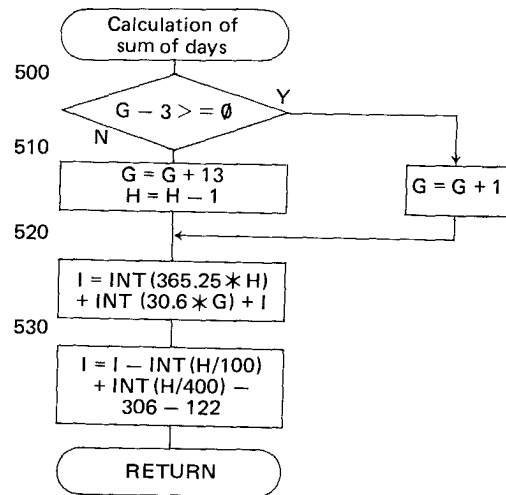 Calculation of
sum of days
500
G − 3 > = Ø
Y
N
510
G = G + 13
H = H − 1
G = G + 1
520
I = INT (365.25 * H)
+ INT (30.6 * G) + I
530
I = I − INT (H/100)
+ INT (H/400) −
306 − 122
RETURN